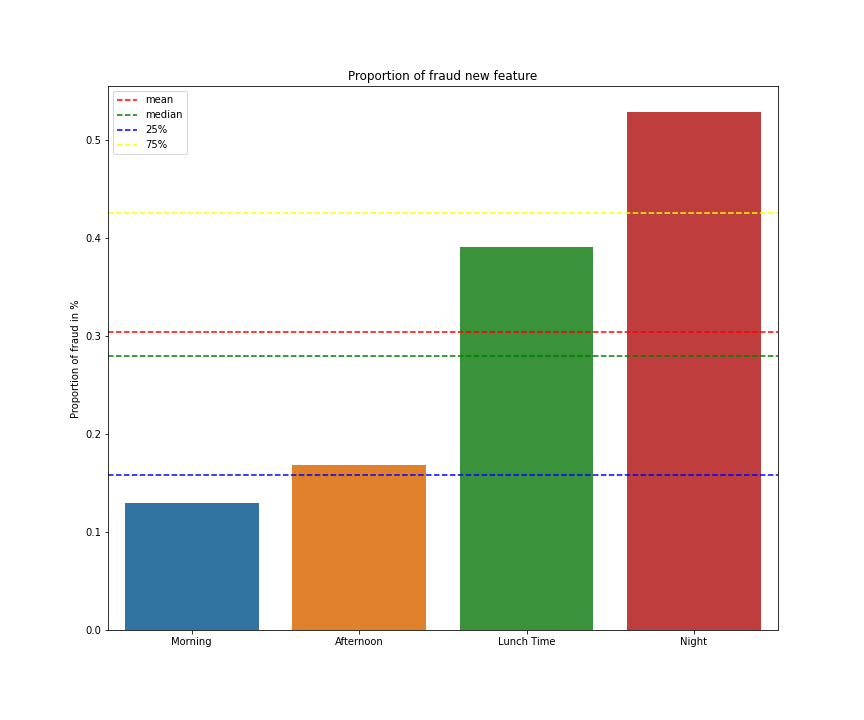 Proportion of fraud new feature
mean
median
25%
75%
Proportion of fraud in %
0.5
0.4
0.3
0.2
0.1
0.0
Morning Afternoon Lunch Time Night